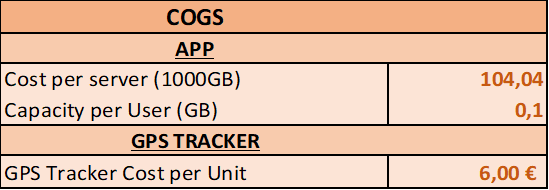 COGS
APP
Cost per server (1000GB) 104,04
Capacity per User (GB) 0,1
GPS TRACKER
GPS Tracker Cost per Unit 6,00 €